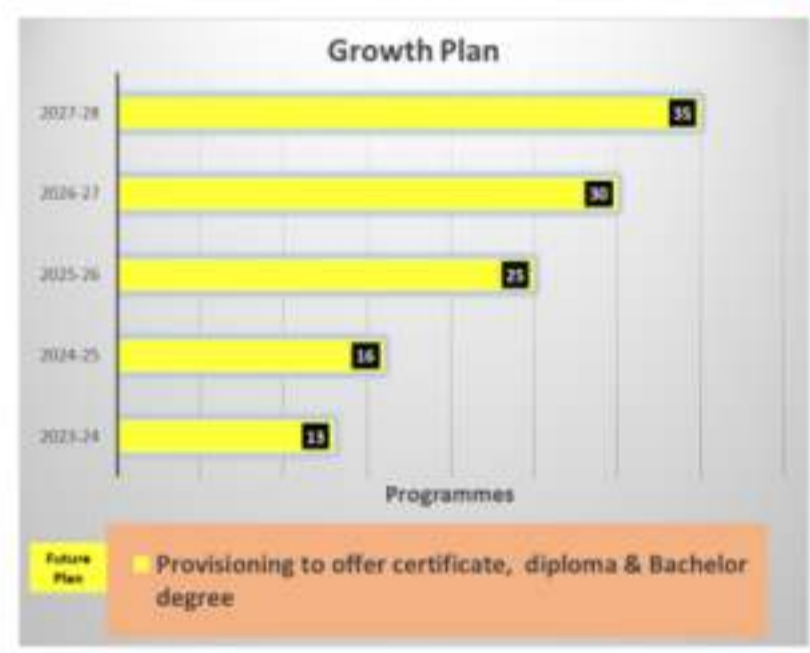 Growth Plan
2027-28
35
2026-27
30
2025-26
25
2024-25
16
2023-24
13
Programmes
Future
Plan
Provisioning to offer certificate, diploma & Bachelor
degree